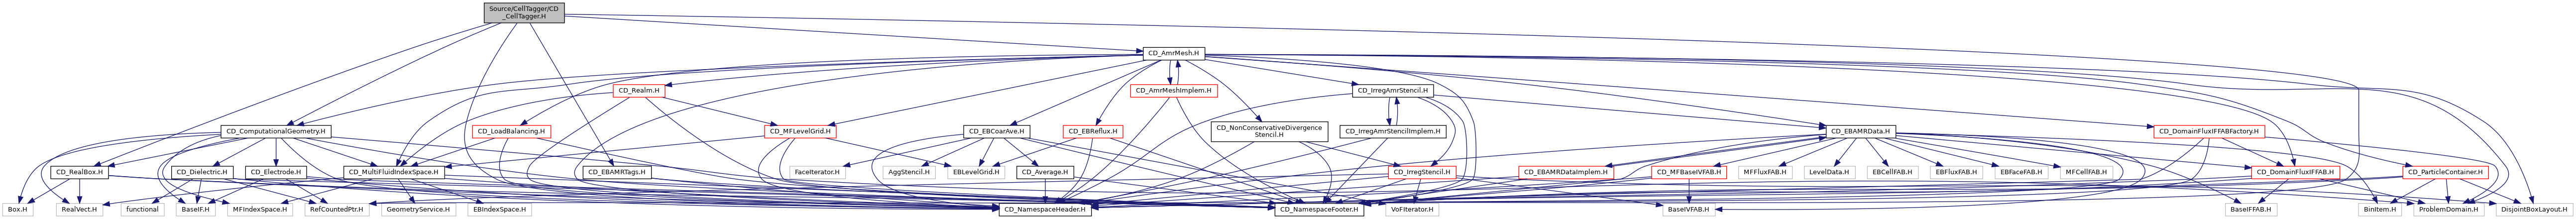 Source/CellTagger/CD
_CellTagger.H
CD_AmrMesh.H
CD_Realm.H
CD_AmrMeshImplem.H
CD_IrregAmrStencil.H
CD_ComputationalGeometry.H
CD_LoadBalancing.H
CD_MFLevelGrid.H
CD_EBCoarAve.H
CD_EBReflux.H
CD_NonConservativeDivergence
Stencil.H
CD_IrregAmrStencilImplem.H
CD_EBAMRData.H
CD_DomainFluxIFFABFactory.H
CD_RealBox.H
CD_Dielectric.H
CD_Electrode.H
CD_MultiFluidIndexSpace.H
CD_EBAMRTags.H
FaceIterator.H
AggStencil.H
EBLevelGrid.H
CD_Average.H
CD_IrregStencil.H
CD_EBAMRDataImplem.H
CD_MFBaseIVFAB.H
MFFluxFAB.H
LevelData.H
EBCellFAB.H
EBFluxFAB.H
EBFaceFAB.H
MFCellFAB.H
CD_DomainFluxIFFAB.H
CD_ParticleContainer.H
Box.H
RealVect.H
functional
BaseIF.H
MFIndexSpace.H
RefCountedPtr.H
GeometryService.H
EBIndexSpace.H
CD_NamespaceHeader.H
CD_NamespaceFooter.H
VoFIterator.H
BaseIVFAB.H
BaseIFFAB.H
BinItem.H
ProblemDomain.H
DisjointBoxLayout.H